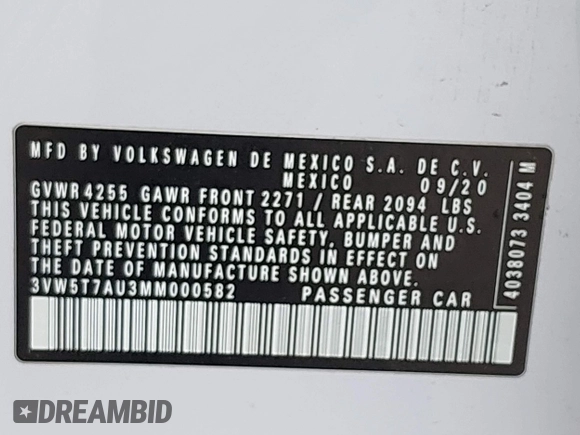 MFD BY VOLKSWAGEN DE MEXICO S.A. DE C.V.
MEXICO 09/20
GVWR 4255 GAWR FRONT 2271 / REAR 2094 LBS
THIS VEHICLE CONFORMS TO ALL APPLICABLE U.S.
FEDERAL MOTOR VEHICLE SAFETY, BUMPER AND
THEFT PREVENTION STANDARDS IN EFFECT ON
THE DATE OF MANUFACTURE SHOWN ABOVE.
3VW5T7AU3MM000582 PASSENGER CAR
4038073 3404 M
DREAMBID